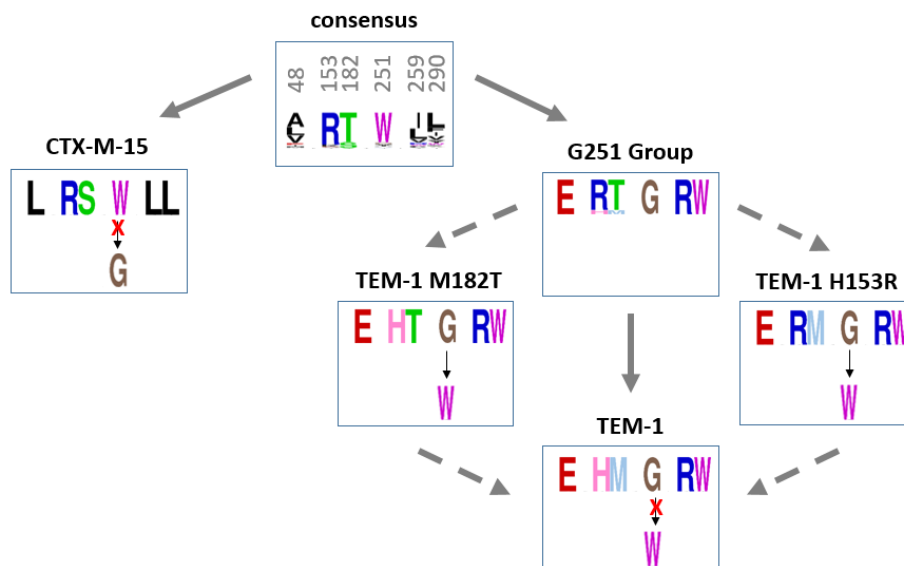 consensus
48 153 182 251 259 290
RT W
CTX-M-15
L RS W LL
x
G
G251 Group
E RT G RW
TEM-1 M182T
E HT G RW
W
TEM-1 H153R
E RM G RW
W
TEM-1
E HM G RW
x
W